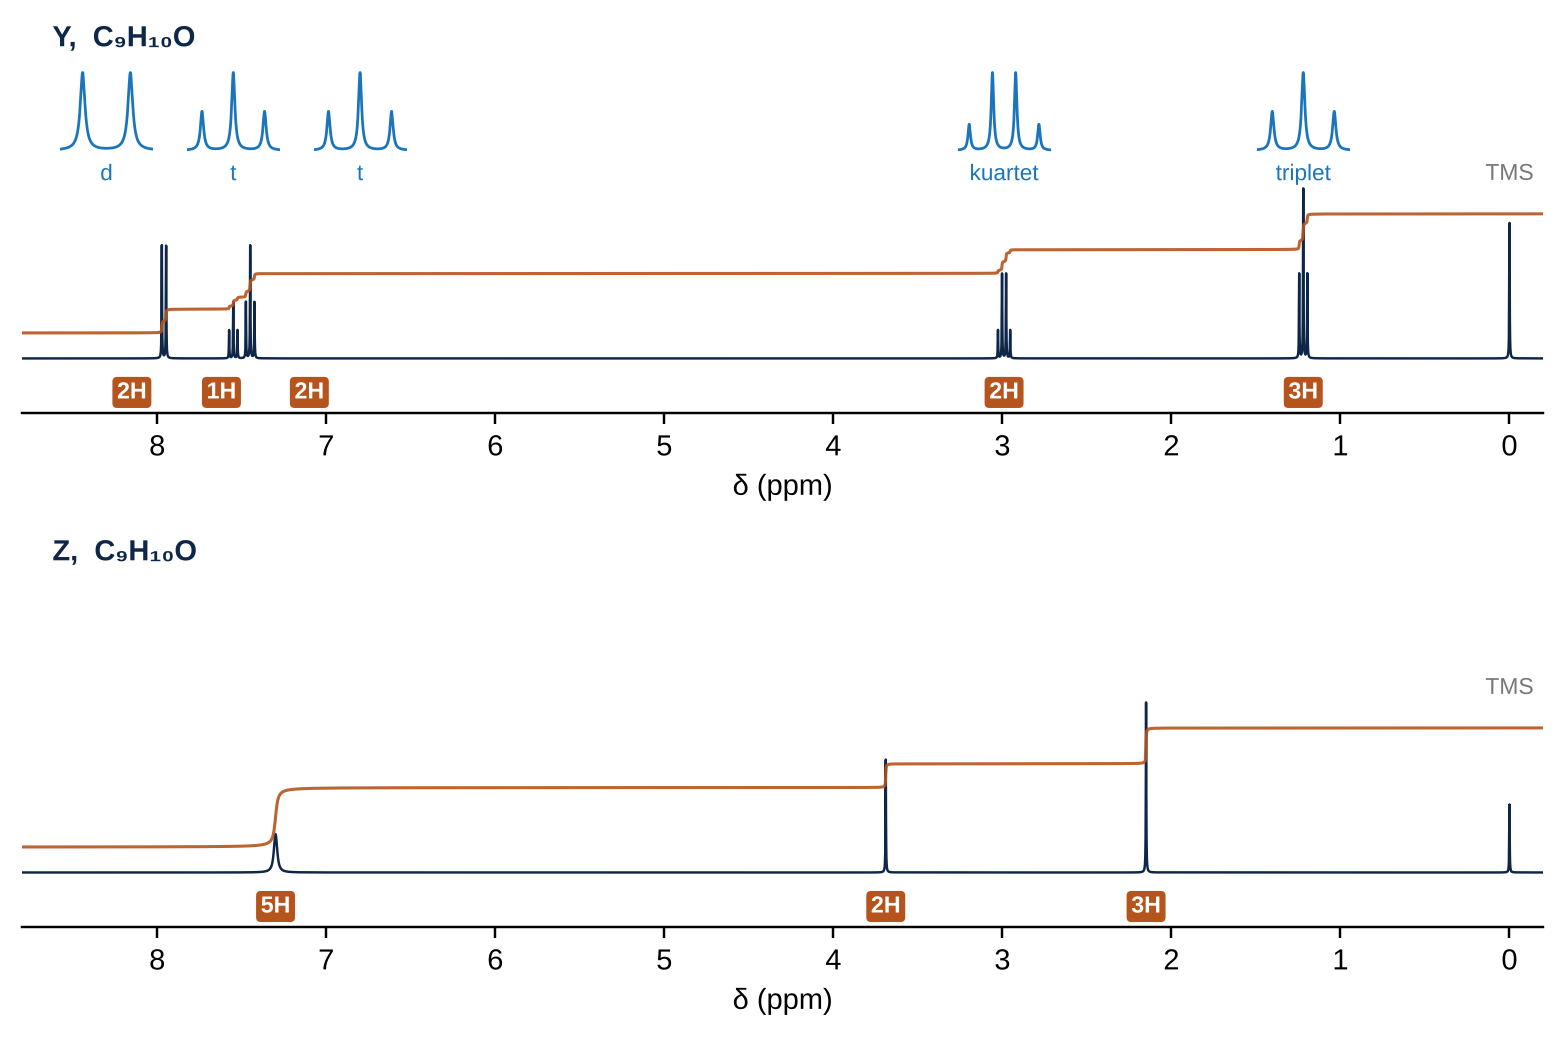 Y, C₉H₁₀O
d t t kuartet triplet TMS
2H 1H 2H 2H 3H
8 7 6 5 4 3 2 1 0
δ (ppm)
Z, C₉H₁₀O
TMS
5H 2H 3H
8 7 6 5 4 3 2 1 0
δ (ppm)